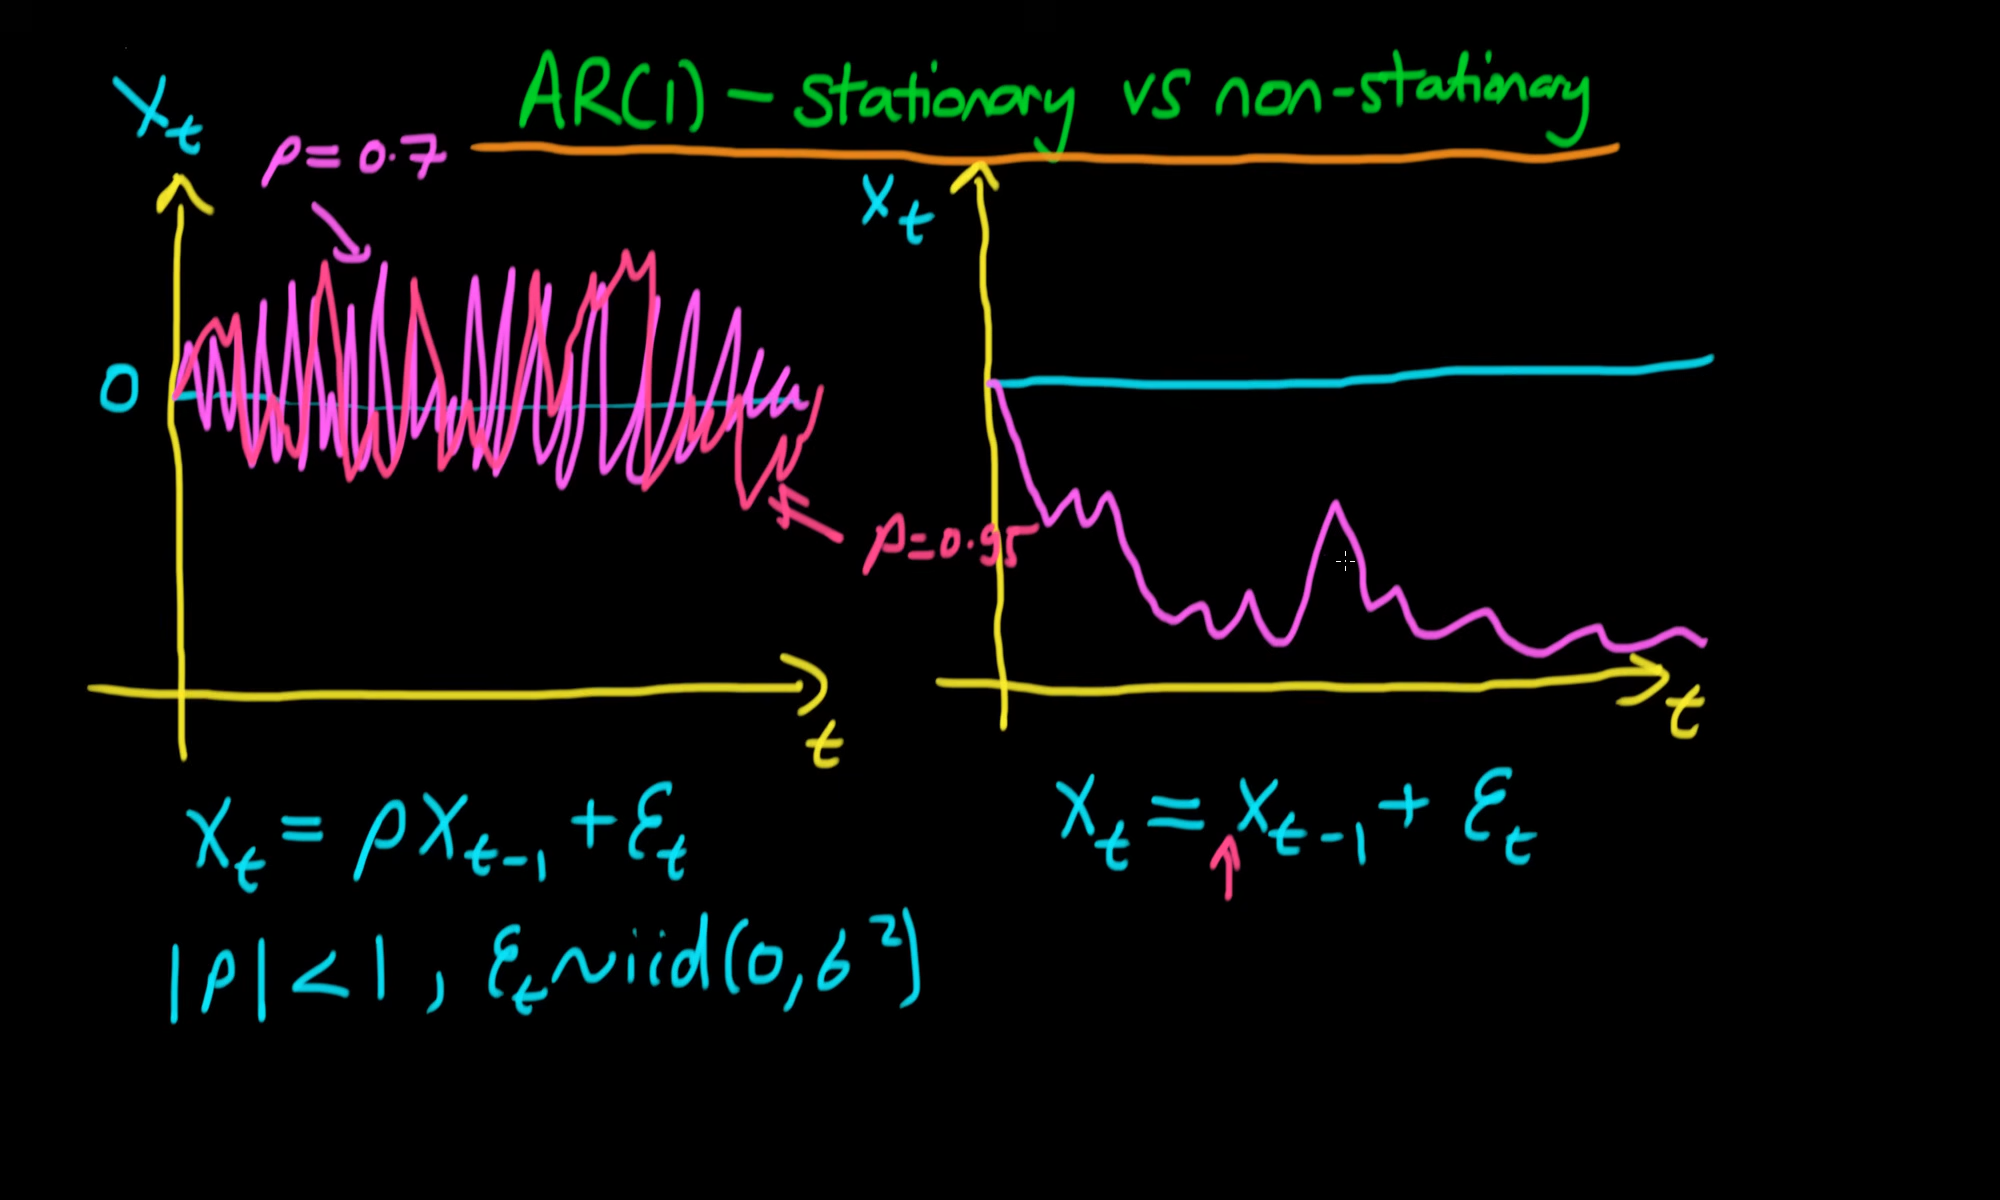 AR(1) - stationary vs non-stationary
Xt
ρ = 0.7
0
ρ = 0.95
t
Xt = ρXt-1 + εt
|ρ| < 1, εt ~ iid(0, σ²)
Xt
t
Xt = Xt-1 + εt